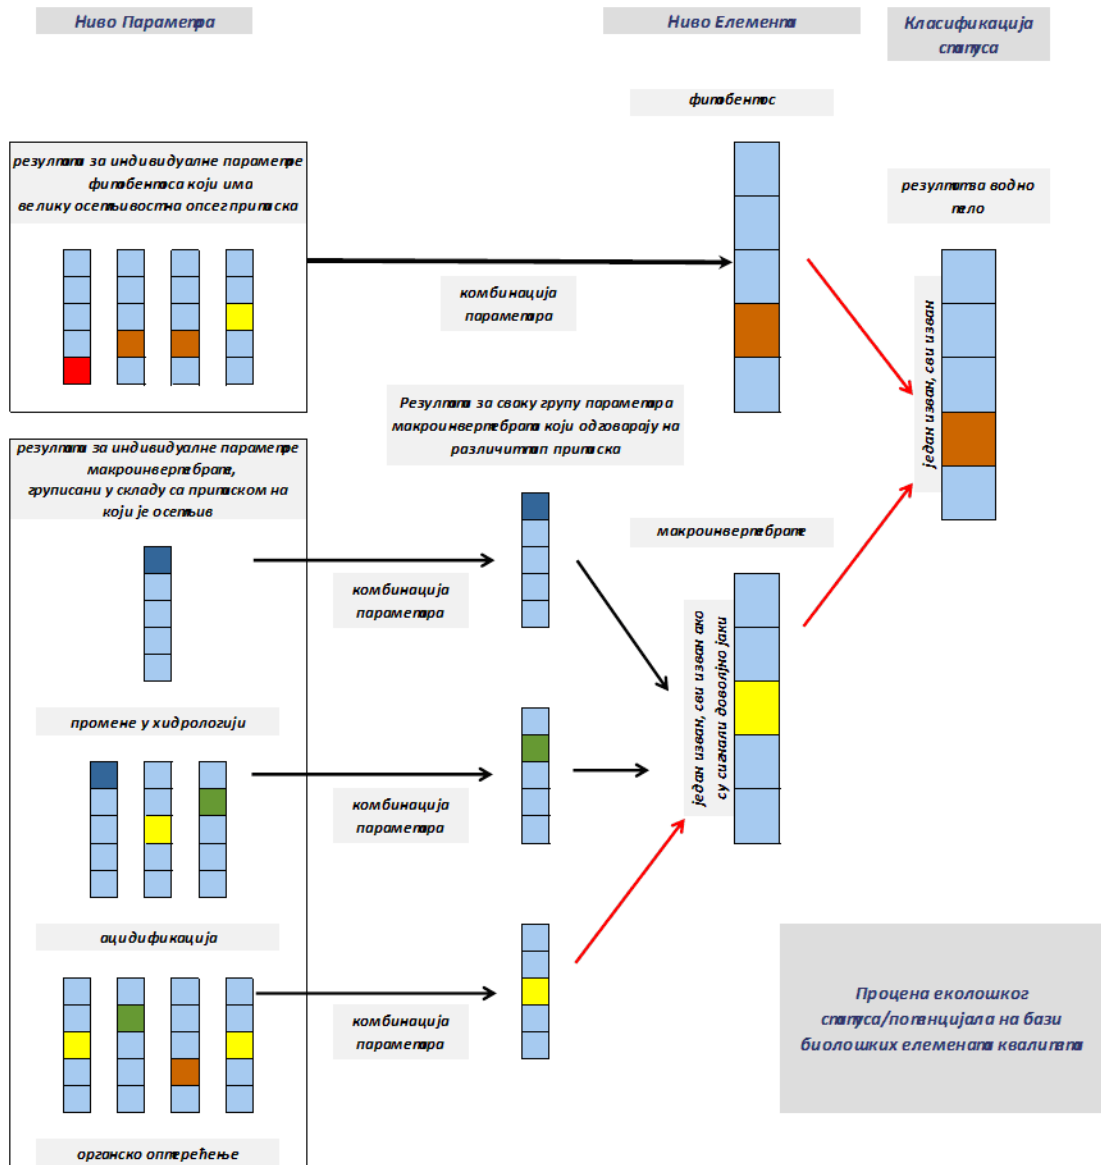 Ниво Параметра
Ниво Елемента
Класификација
статуса
фитобентос
резултати за индивидуалне параметре
фитобентоса који има
велику осетљивост на опсег притиска
резултат за водно
тело
комбинација
параметара
један изван, сви изван
Резултати за сваку групу параметара
макроинвертебрата који одговарају на
различит тип притиска
резултати за индивидуалне параметре
макроинвертебрате,
груписани у складу са притиском на
који је осетљив
макроинвертебрате
комбинација
параметара
један изван, сви изван ако
су сигнали довољно јаки
промене у хидрологији
комбинација
параметара
ацидификација
комбинација
параметара
Процена еколошког
статуса/потенцијала на бази
биолошких елемената квалитета
органско оптерећење